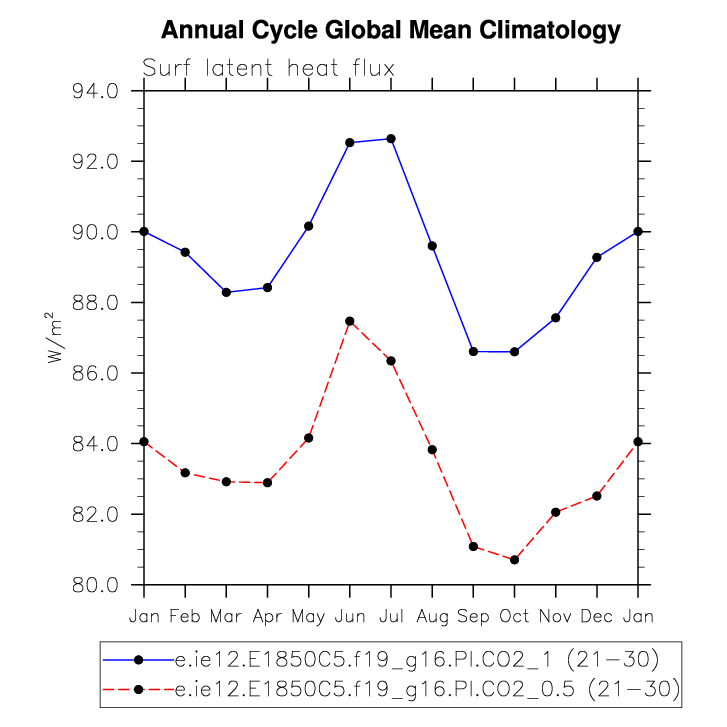 Annual Cycle Global Mean Climatology
Surf latent heat flux
94.0
92.0
90.0
88.0
86.0
84.0
82.0
80.0
W/m²
Jan Feb Mar Apr May Jun Jul Aug Sep Oct Nov Dec Jan
e.ie12.E1850C5.f19_g16.PI.CO2_1 (21-30)
e.ie12.E1850C5.f19_g16.PI.CO2_0.5 (21-30)